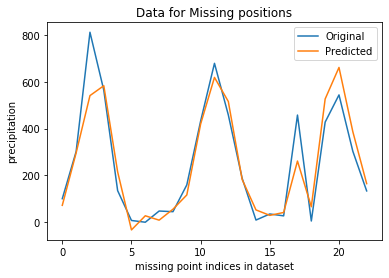 Data for Missing positions
Original
Predicted
precipitation
800
600
400
200
0
0
5
10
15
20
missing point indices in dataset